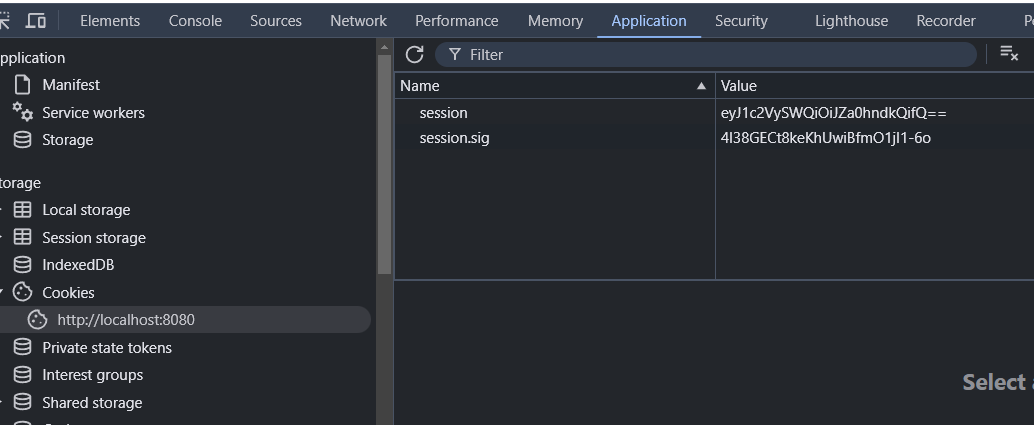 Elements Console Sources Network Performance Memory Application Security Lighthouse Recorder
pplication
Filter
Manifest
Name Value
Service workers
session eyJ1c2VySWQiOiJZa0hndkQifQ==
Storage
session.sig 4I38GECt8keKhUwiBfmO1jI1-6o
torage
Local storage
Session storage
IndexedDB
Cookies
http://localhost:8080
Private state tokens
Interest groups
Select a
Shared storage